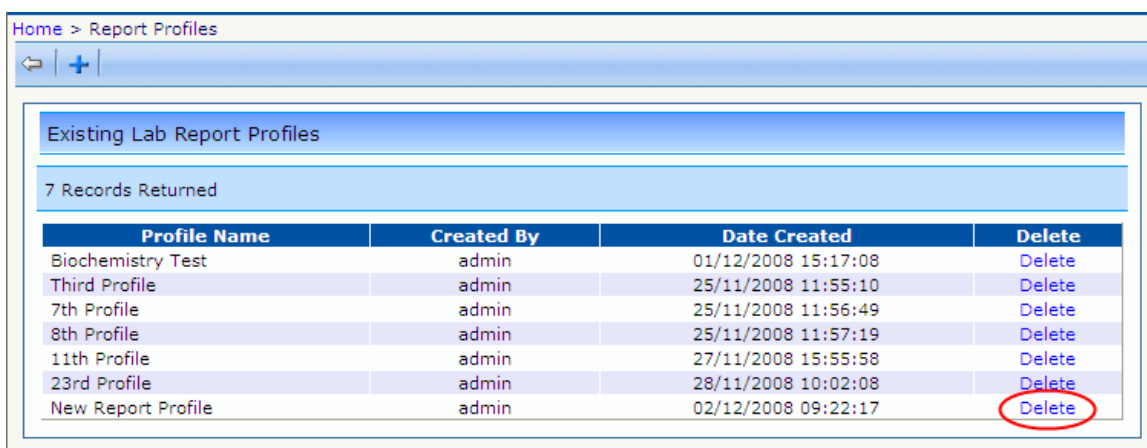 Home > Report Profiles
Existing Lab Report Profiles
7 Records Returned
Profile Name Created By Date Created Delete
Biochemistry Test admin 01/12/2008 15:17:08 Delete
Third Profile admin 25/11/2008 11:55:10 Delete
7th Profile admin 25/11/2008 11:56:49 Delete
8th Profile admin 25/11/2008 11:57:19 Delete
11th Profile admin 27/11/2008 15:55:58 Delete
23rd Profile admin 28/11/2008 10:02:08 Delete
New Report Profile admin 02/12/2008 09:22:17 Delete